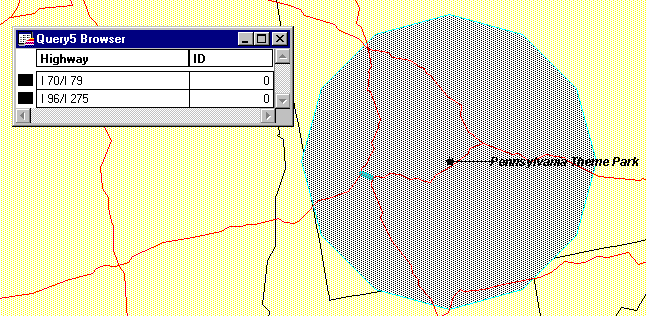 Query5 Browser
Highway ID
I 70/I 79 0
I 96/I 275 0
Pennsylvania Theme Park